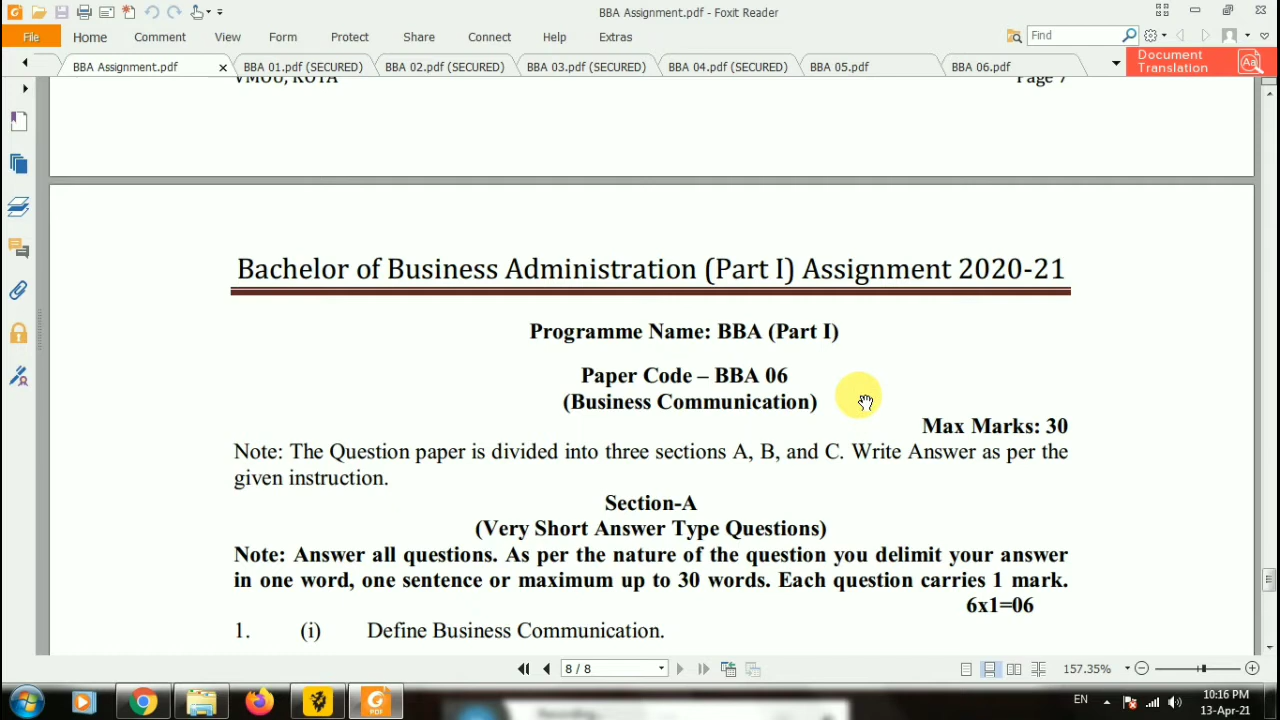 BBA Assignment.pdf - Foxit Reader
File Home Comment View Form Protect Share Connect Help Extras
Find
BBA Assignment.pdf BBA 01.pdf (SECURED) BBA 02.pdf (SECURED) BBA 03.pdf (SECURED) BBA 04.pdf (SECURED) BBA 05.pdf BBA 06.pdf
Document
Translation
VMOU, KOTA Page 7
Bachelor of Business Administration (Part I) Assignment 2020-21
Programme Name: BBA (Part I)
Paper Code – BBA 06
(Business Communication)
Max Marks: 30
Note: The Question paper is divided into three sections A, B, and C. Write Answer as per the
given instruction.
Section-A
(Very Short Answer Type Questions)
Note: Answer all questions. As per the nature of the question you delimit your answer
in one word, one sentence or maximum up to 30 words. Each question carries 1 mark.
6x1=06
1. (i) Define Business Communication.
8 / 8 157.35%
EN 10:16 PM
13-Apr-21